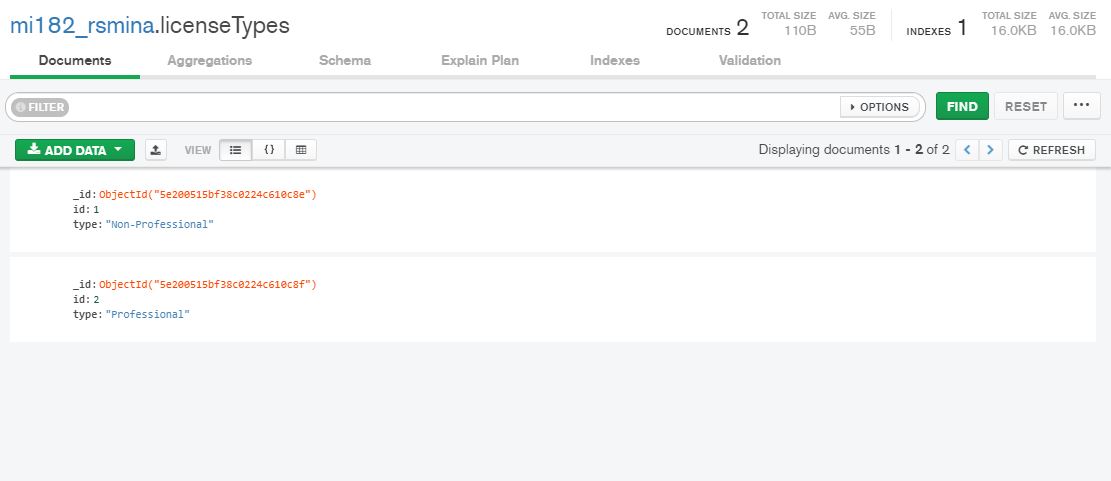 mi182_rsmina.licenseTypes
DOCUMENTS 2 TOTAL SIZE 110B AVG. SIZE 55B INDEXES 1 TOTAL SIZE 16.0KB AVG. SIZE 16.0KB
Documents Aggregations Schema Explain Plan Indexes Validation
FILTER OPTIONS FIND RESET ...
ADD DATA VIEW {} Displaying documents 1 - 2 of 2 < > REFRESH
_id: ObjectId("5e200515bf38c0224c610c8e")
id: 1
type: "Non-Professional"
_id: ObjectId("5e200515bf38c0224c610c8f")
id: 2
type: "Professional"